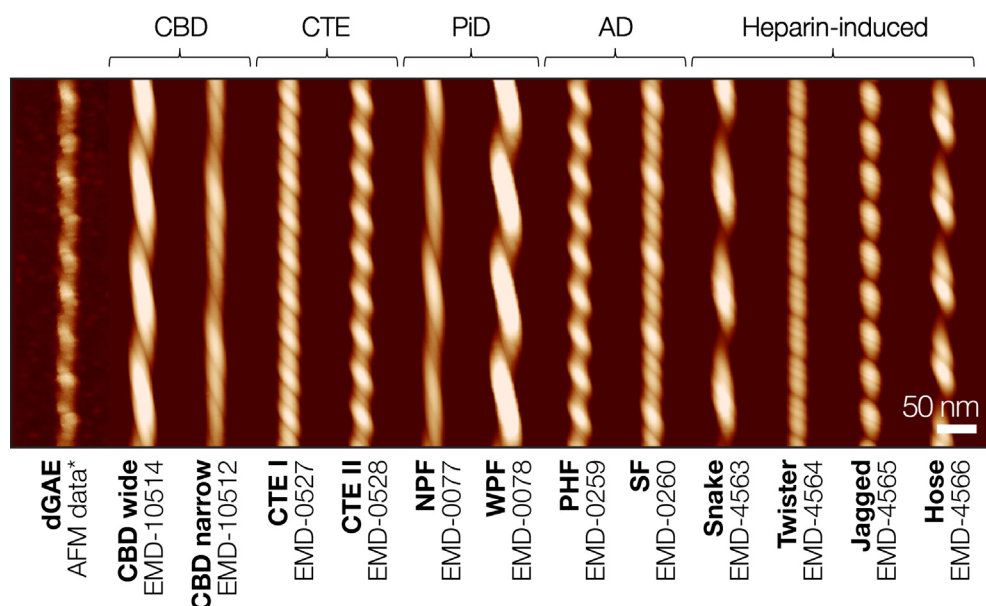 CBD
CTE
PiD
AD
Heparin-induced
50 nm
dGAE
AFM data*
CBD wide
EMD-10514
CBD narrow
EMD-10512
CTE I
EMD-0527
CTE II
EMD-0528
NPF
EMD-0077
WPF
EMD-0078
PHF
EMD-0259
SF
EMD-0260
Snake
EMD-4563
Twister
EMD-4564
Jagged
EMD-4565
Hose
EMD-4566